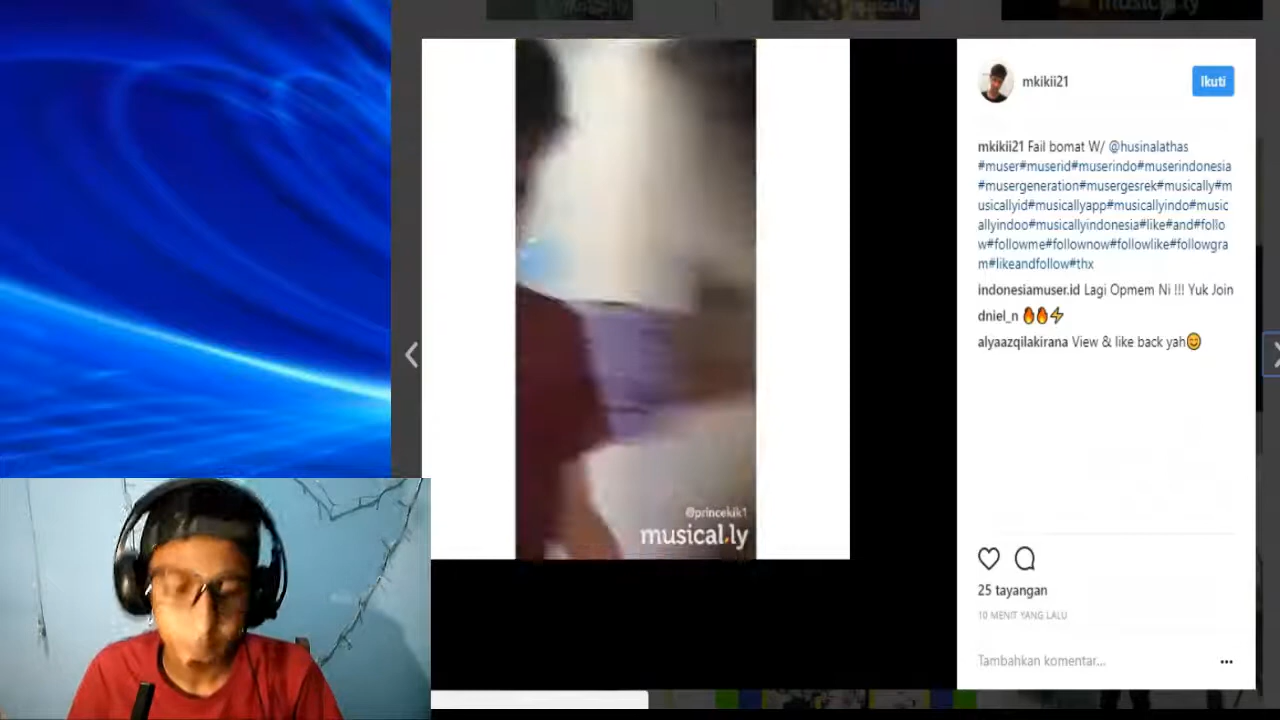 musical.ly
mkikii21
Ikuti
mkikii21 Fail bomat W/ @husinalathas
#muser#muserid#muserindo#muserindonesia
#musergeneration#musergesrek#musically#m
usicallyid#musicallyapp#musicallyindo#music
allyindoo#musicallyindonesia#like#and#follo
w#followme#follownow#followlike#followgra
m#likeandfollow#thx
indonesiamuser.id Lagi Opmem Ni !!! Yuk Join
dniel_n 🔥🔥⚡
alyaazqilakirana View & like back yah😊
@princekik1
musical.ly
25 tayangan
10 MENIT YANG LALU
Tambahkan komentar...